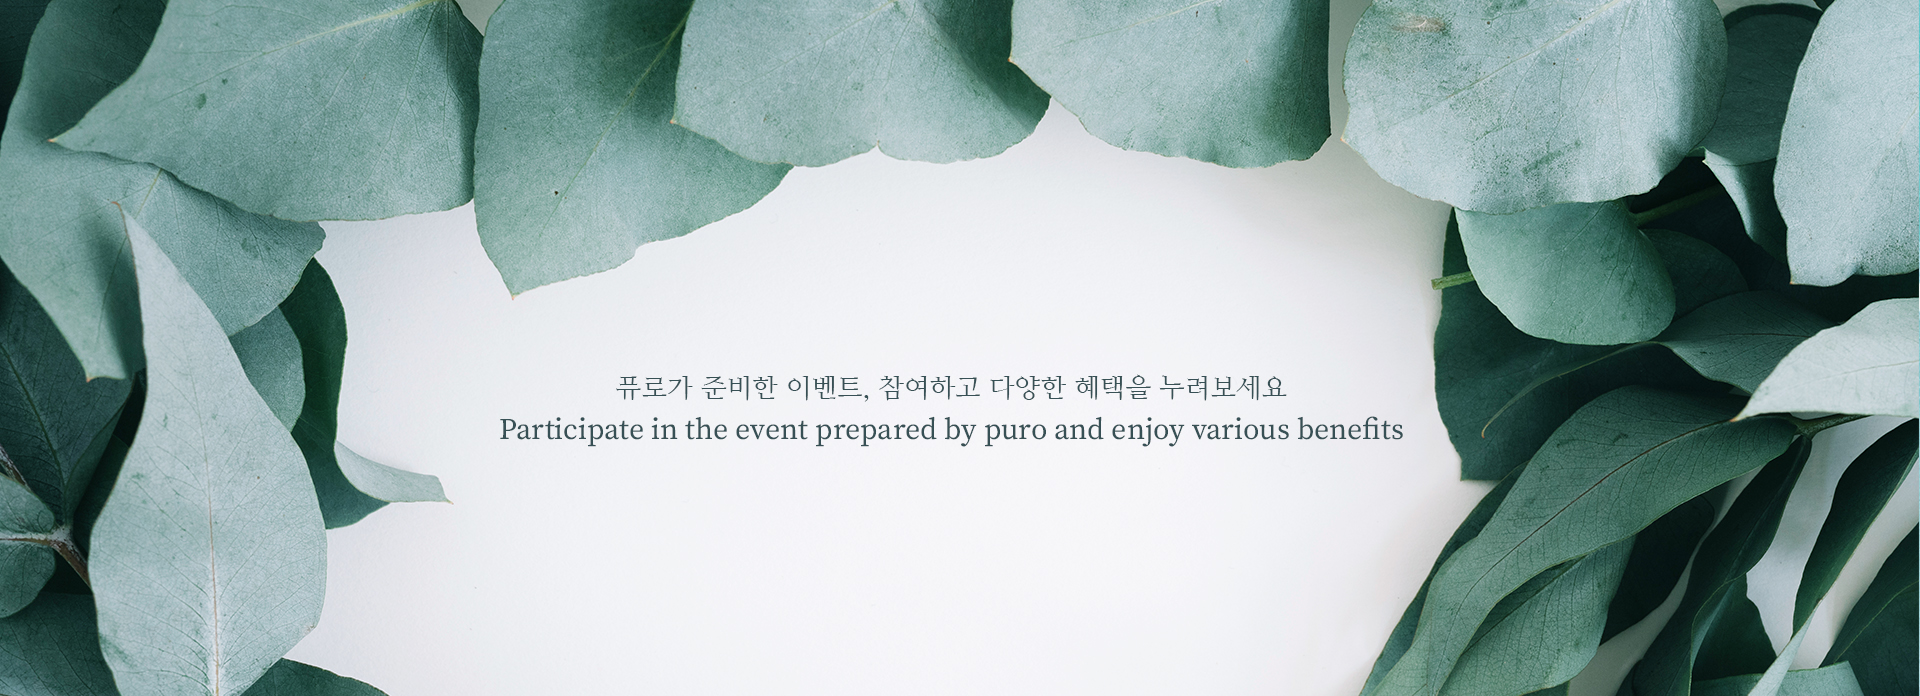 퓨로가 준비한 이벤트, 참여하고 다양한 혜택을 누려보세요
Participate in the event prepared by puro and enjoy various benefits